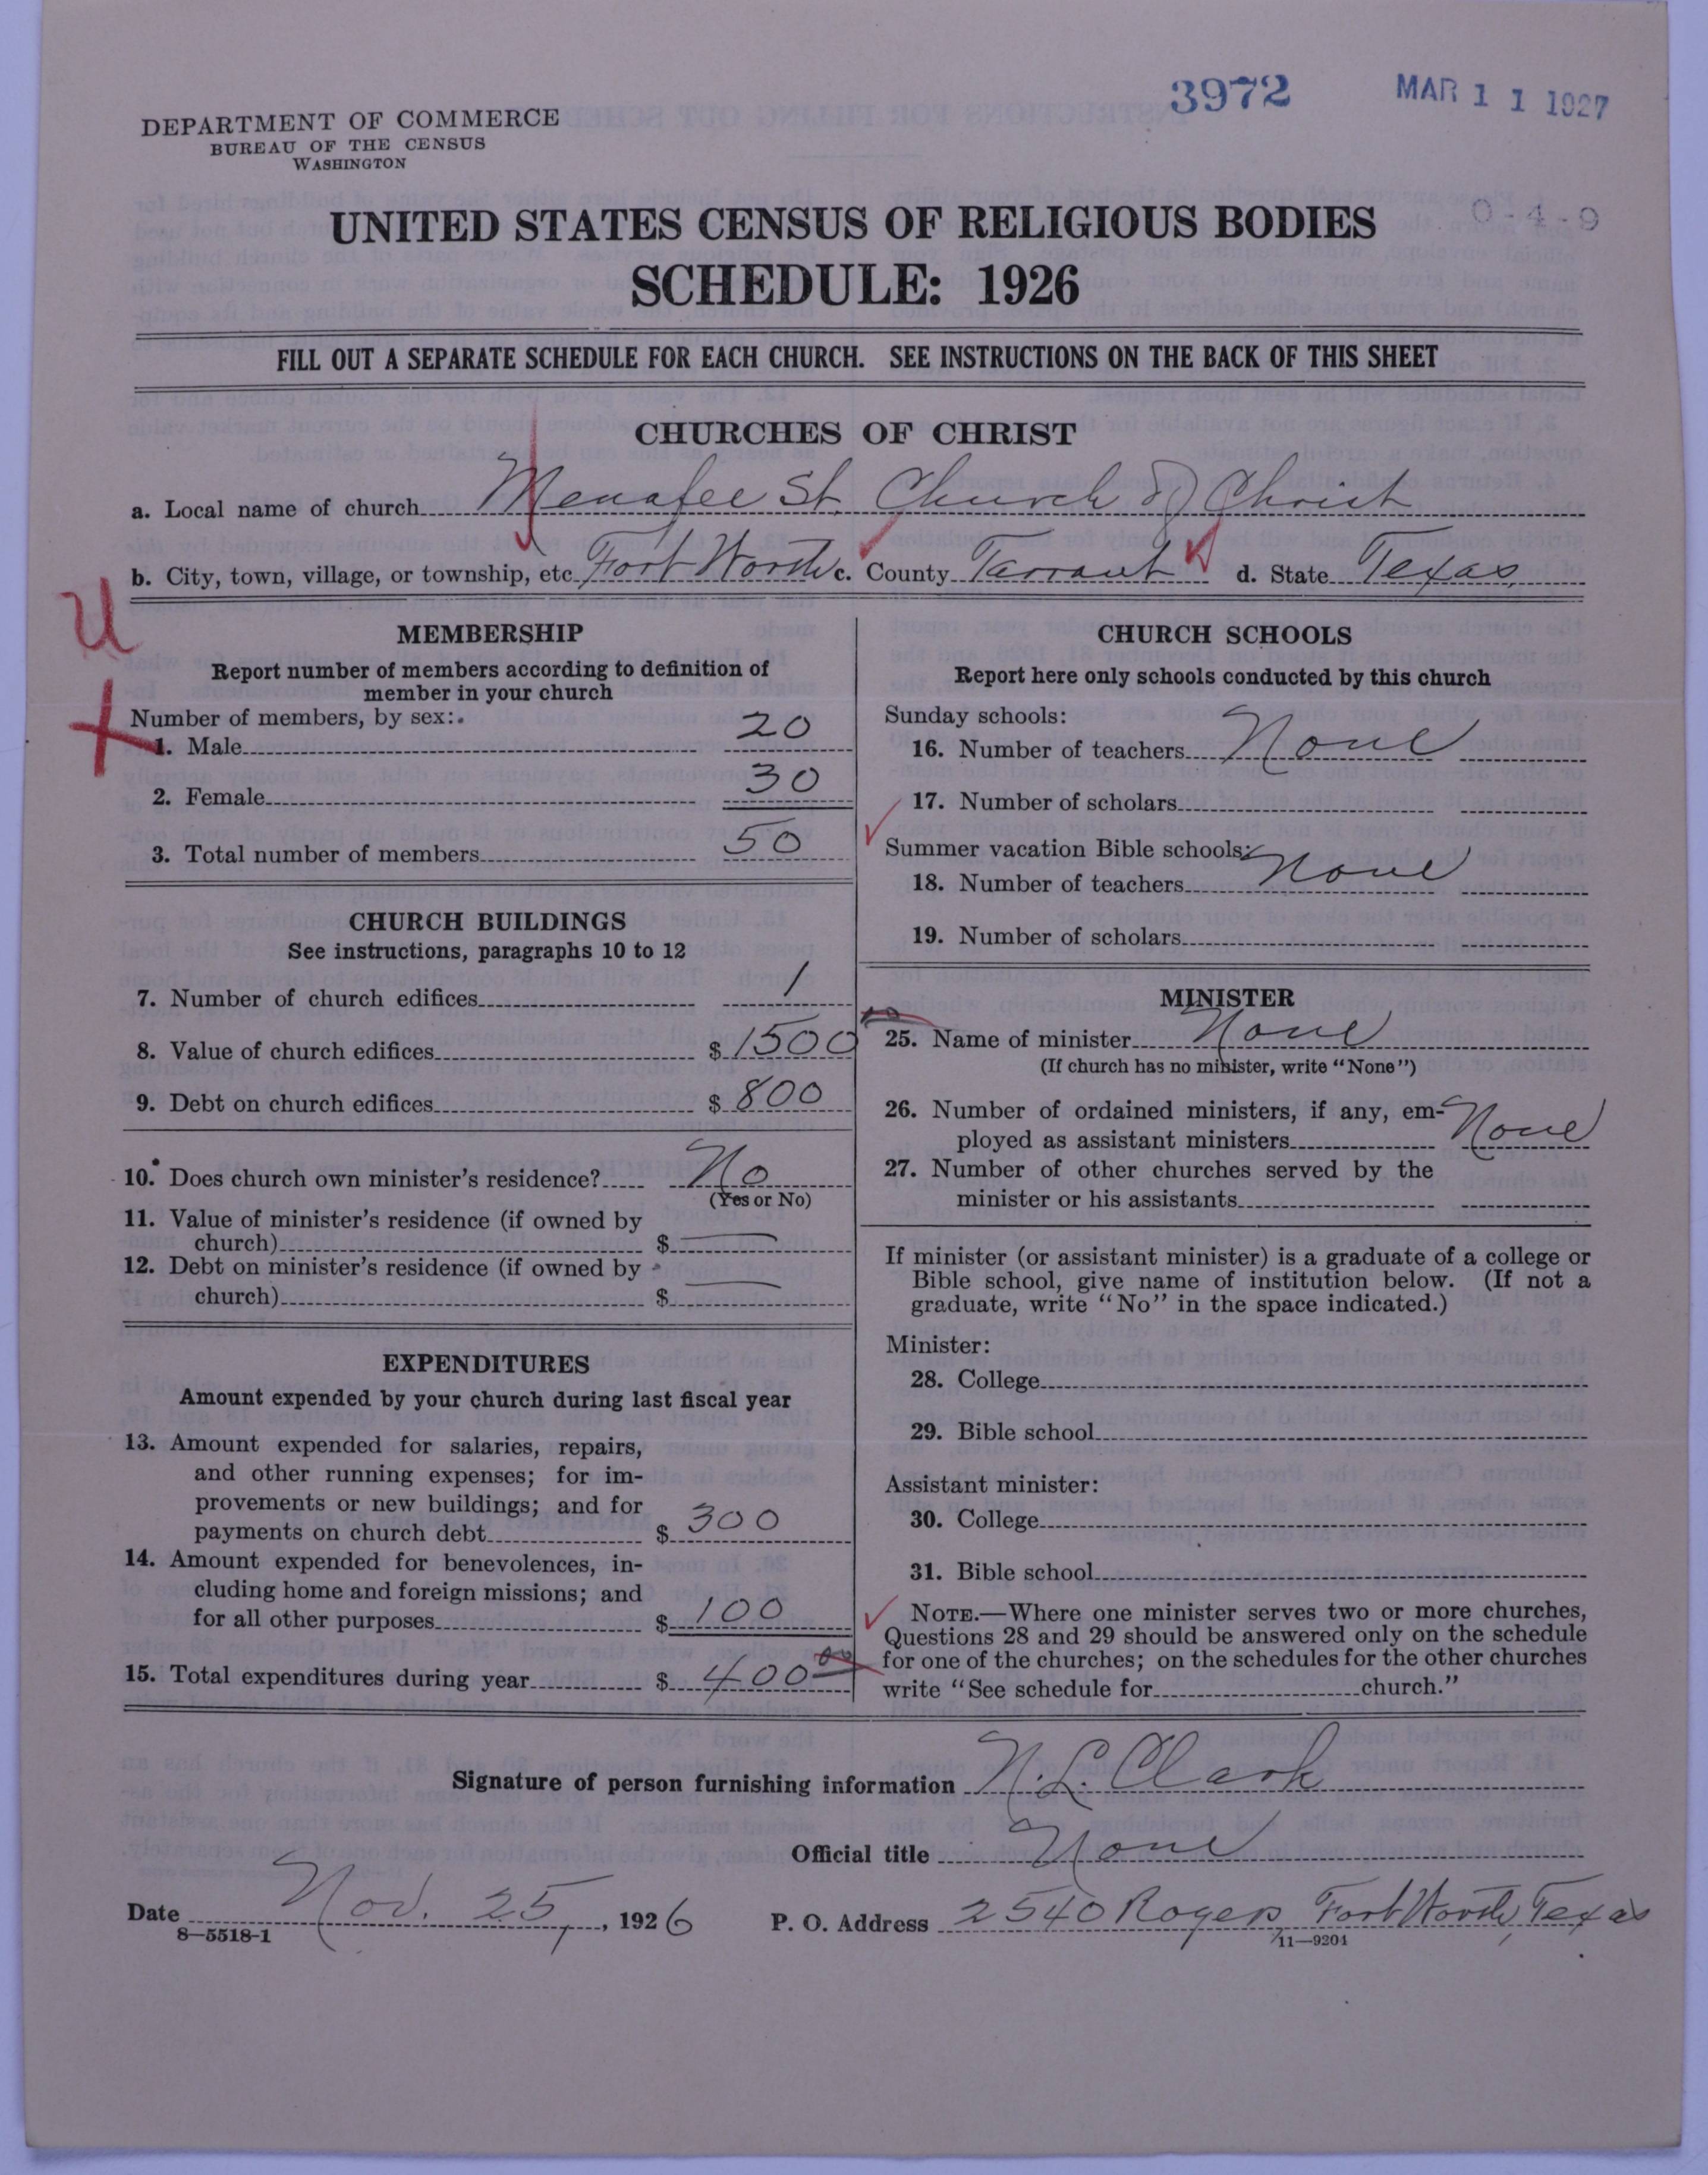 3972 MAR 11 1927
DEPARTMENT OF COMMERCE
BUREAU OF THE CENSUS
WASHINGTON
0-4-9
UNITED STATES CENSUS OF RELIGIOUS BODIES
SCHEDULE: 1926
FILL OUT A SEPARATE SCHEDULE FOR EACH CHURCH. SEE INSTRUCTIONS ON THE BACK OF THIS SHEET
CHURCHES OF CHRIST
a. Local name of church Menafee St. Church of Christ
b. City, town, village, or township, etc. Fort Worth c. County Tarrant d. State Texas.
U
X
MEMBERSHIP
Report number of members according to definition of
member in your church
Number of members, by sex:
1. Male 20
2. Female 30
3. Total number of members 50
CHURCH BUILDINGS
See instructions, paragraphs 10 to 12
7. Number of church edifices 1
8. Value of church edifices $ 1500
9. Debt on church edifices $ 800
10. Does church own minister's residence? No
(Yes or No)
11. Value of minister's residence (if owned by
church) $ —
12. Debt on minister's residence (if owned by
church) $ —
EXPENDITURES
Amount expended by your church during last fiscal year
13. Amount expended for salaries, repairs,
and other running expenses; for im-
provements or new buildings; and for
payments on church debt $ 300
14. Amount expended for benevolences, in-
cluding home and foreign missions; and
for all other purposes $ 100
15. Total expenditures during year $ 400 00
CHURCH SCHOOLS
Report here only schools conducted by this church
Sunday schools:
16. Number of teachers None
17. Number of scholars
Summer vacation Bible schools:
18. Number of teachers None
19. Number of scholars
MINISTER
25. Name of minister None
(If church has no minister, write "None")
26. Number of ordained ministers, if any, em-
ployed as assistant ministers None
27. Number of other churches served by the
minister or his assistants
If minister (or assistant minister) is a graduate of a college or
Bible school, give name of institution below. (If not a
graduate, write "No" in the space indicated.)
Minister:
28. College
29. Bible school
Assistant minister:
30. College
31. Bible school
NOTE.—Where one minister serves two or more churches,
Questions 28 and 29 should be answered only on the schedule
for one of the churches; on the schedules for the other churches
write "See schedule for church."
Signature of person furnishing information N. L. Clark
Official title None
Date Nov. 25, 1926 P. O. Address 2540 Rogers, Fort Worth, Texas
8—5518-1 11—9204